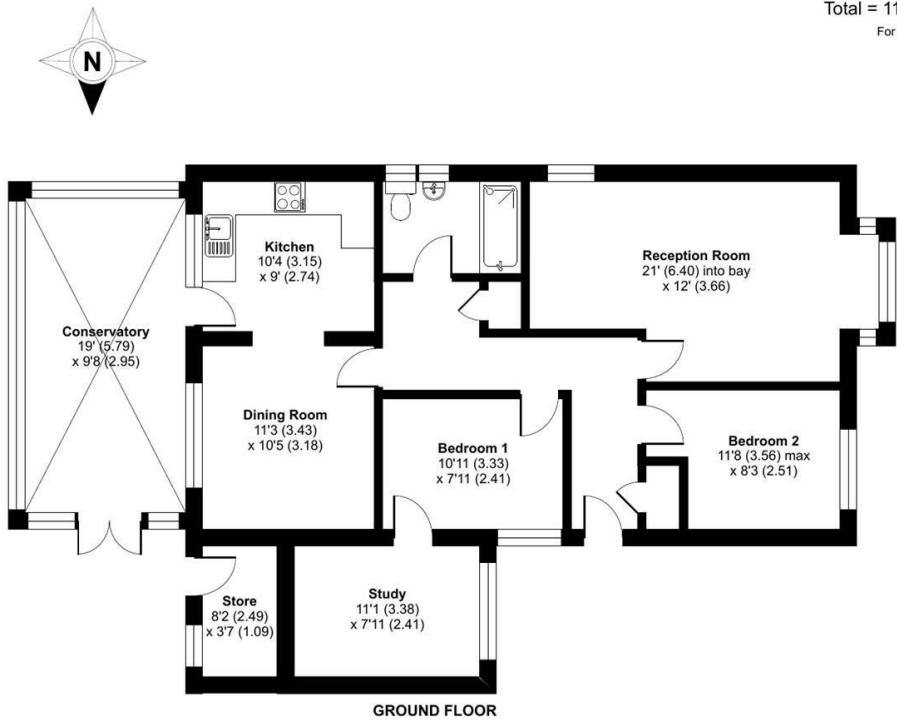 Total = 11
For
N
Kitchen
10'4 (3.15)
x 9' (2.74)
Reception Room
21' (6.40) into bay
x 12' (3.66)
Conservatory
19' (5.79)
x 9'8 (2.95)
Dining Room
11'3 (3.43)
x 10'5 (3.18)
Bedroom 1
10'11 (3.33)
x 7'11 (2.41)
Bedroom 2
11'8 (3.56) max
x 8'3 (2.51)
Store
8'2 (2.49)
x 3'7 (1.09)
Study
11'1 (3.38)
x 7'11 (2.41)
GROUND FLOOR